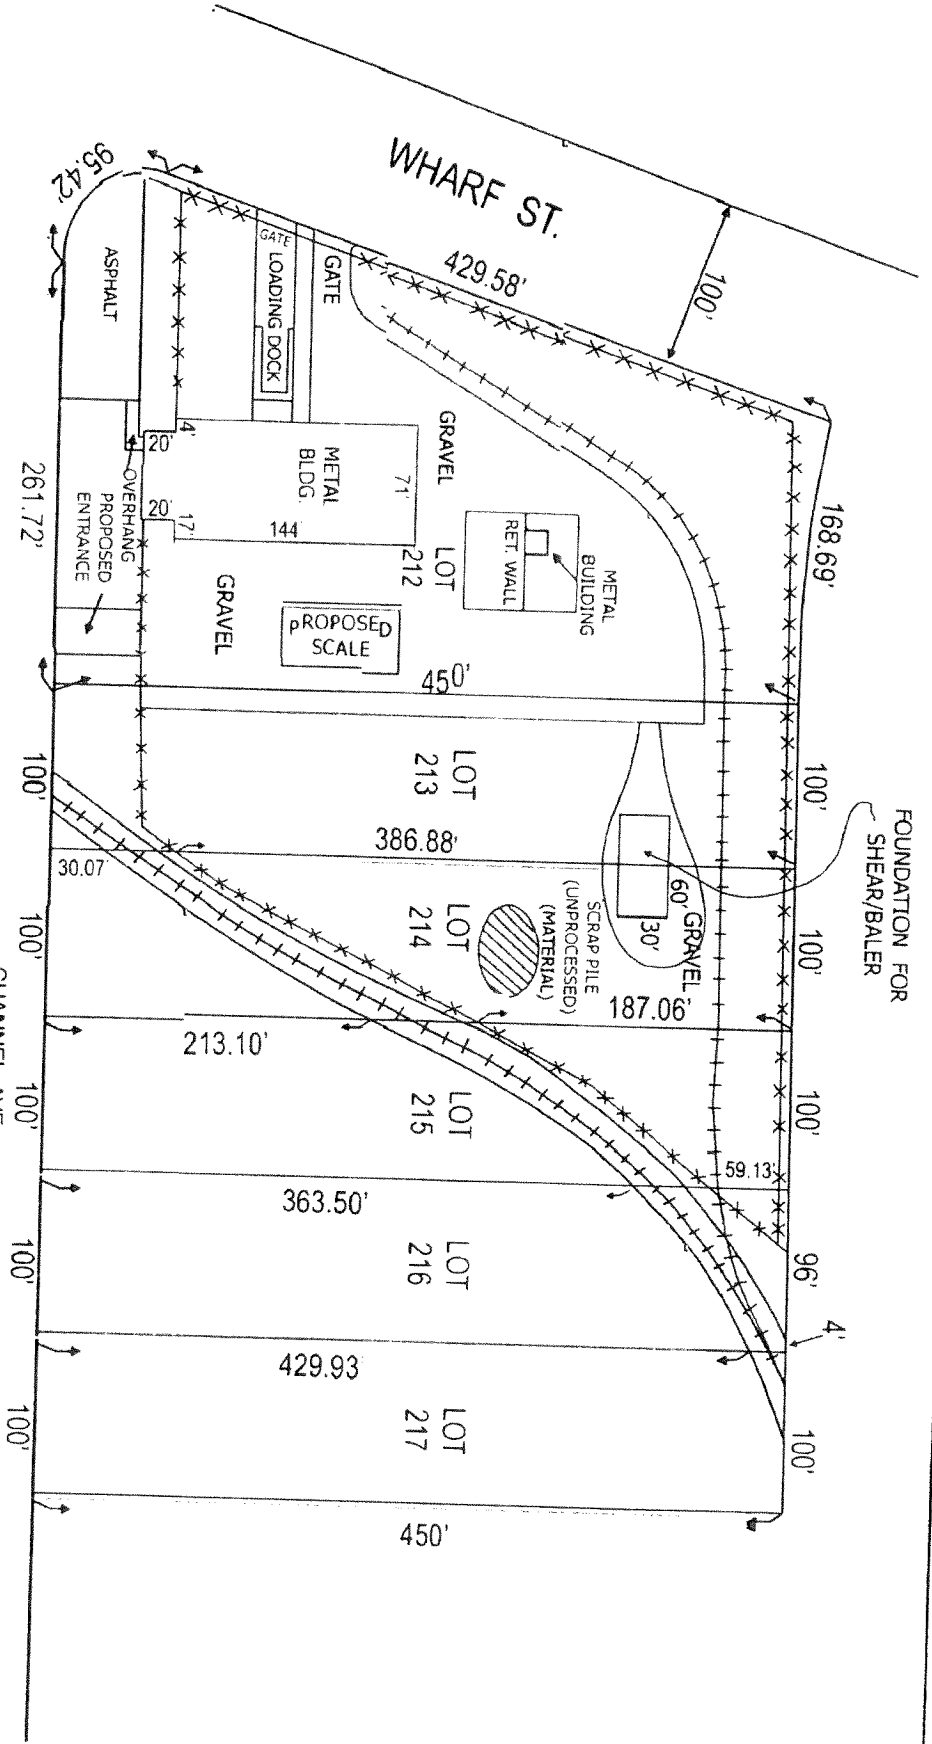 WHARF ST.
100'
429.58'
95.42'
ASPHALT
GATE
LOADING DOCK
GATE
GRAVEL
METAL
BLDG.
71'
144
4'
20'
20'
17'
OVERHANG
PROPOSED
ENTRANCE
261.72'
GRAVEL
LOT
212
RET. WALL
METAL
BUILDING
PROPOSED
SCALE
168.69'
450'
100'
LOT
213
386.88'
100'
30.07'
FOUNDATION FOR
SHEAR/BALER
60'
30'
GRAVEL
SCRAP PILE
(UNPROCESSED)
(MATERIAL)
LOT
214
187.06'
213.10'
100'
100'
CHANNEL AVE
LOT
215
100'
100'
59.13'
363.50'
LOT
216
96'
4'
100'
429.93
LOT
217
100'
100'
450'